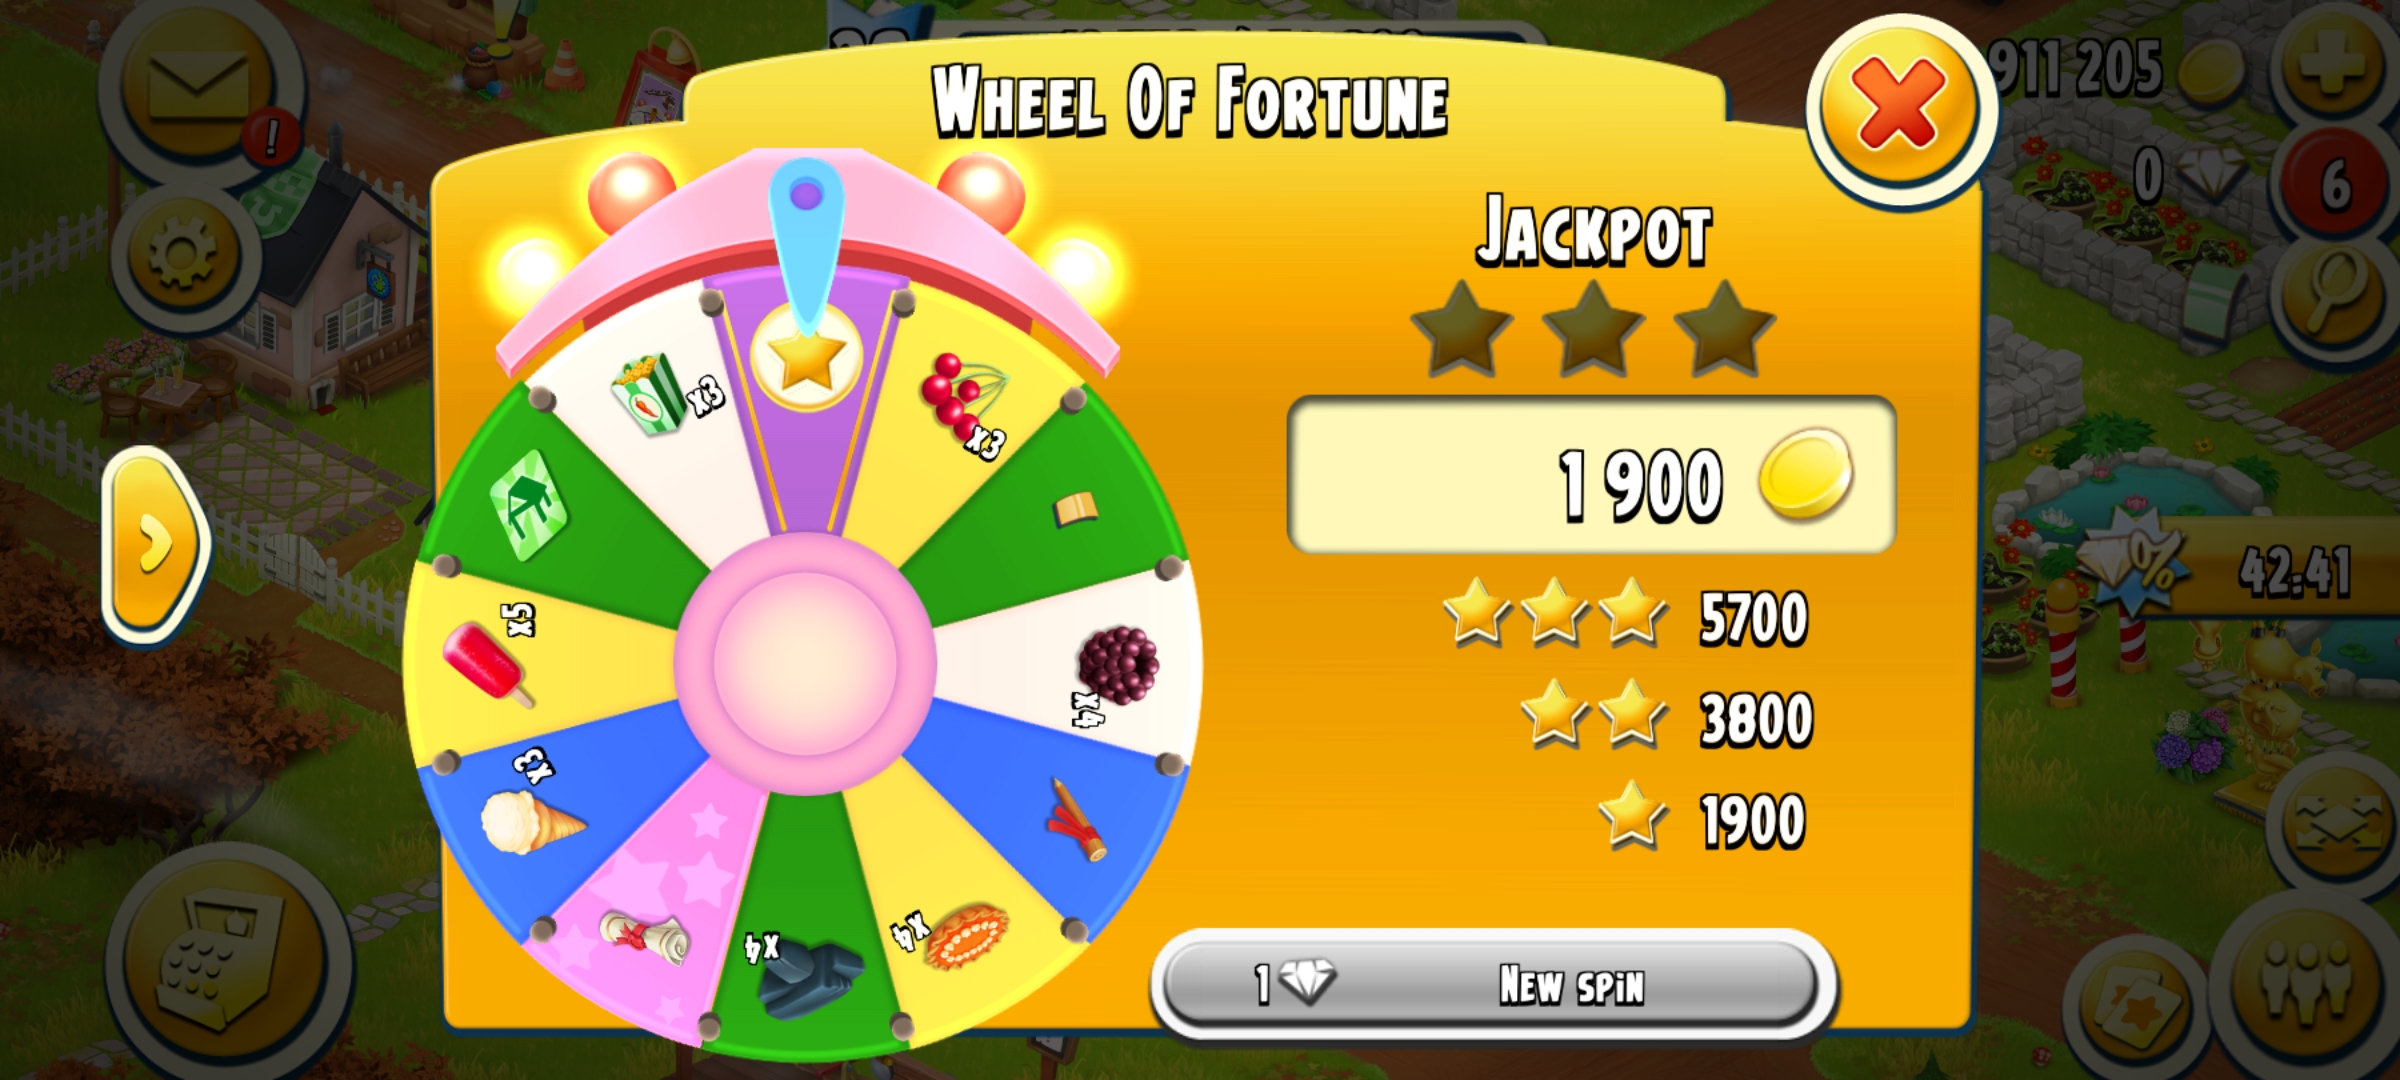 WHEEL OF FORTUNE
911 205
!
JACKPOT
0
6
x3
x3
1 900
42:41
%
x5
5700
x4
3800
x3
1900
x4
x4
1
NEW SPIN